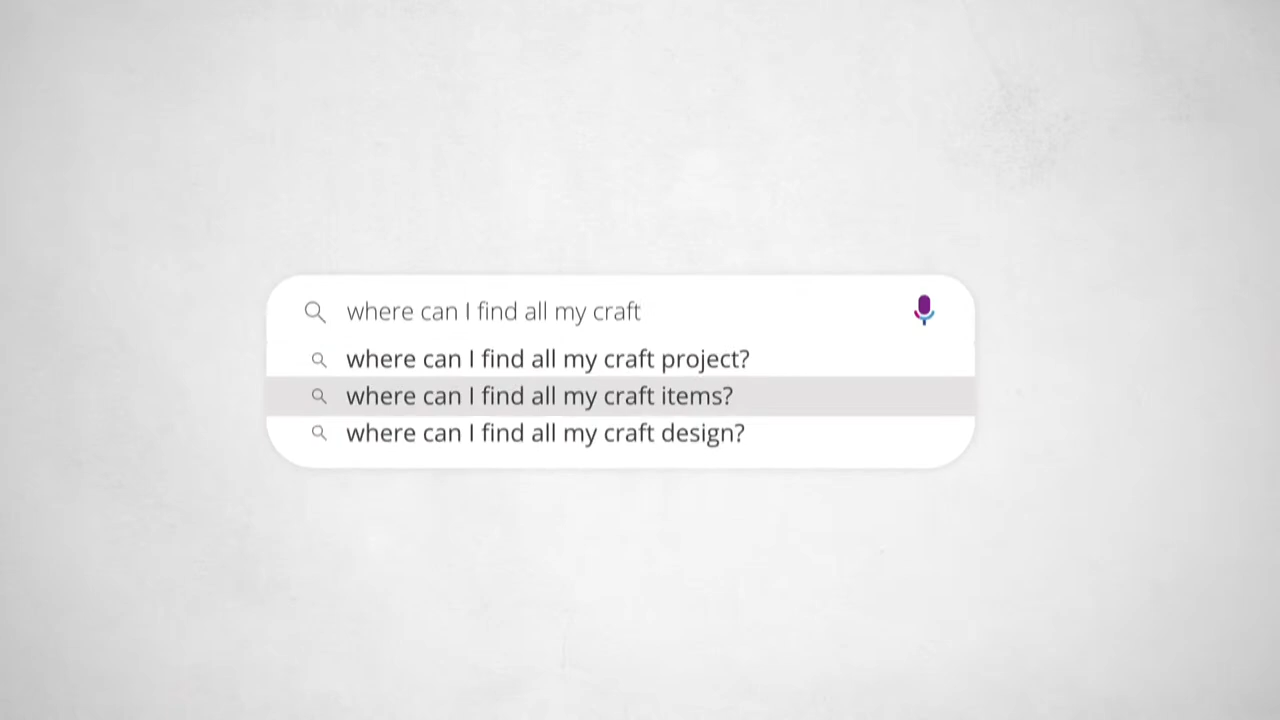 where can I find all my craft
where can I find all my craft project?
where can I find all my craft items?
where can I find all my craft design?